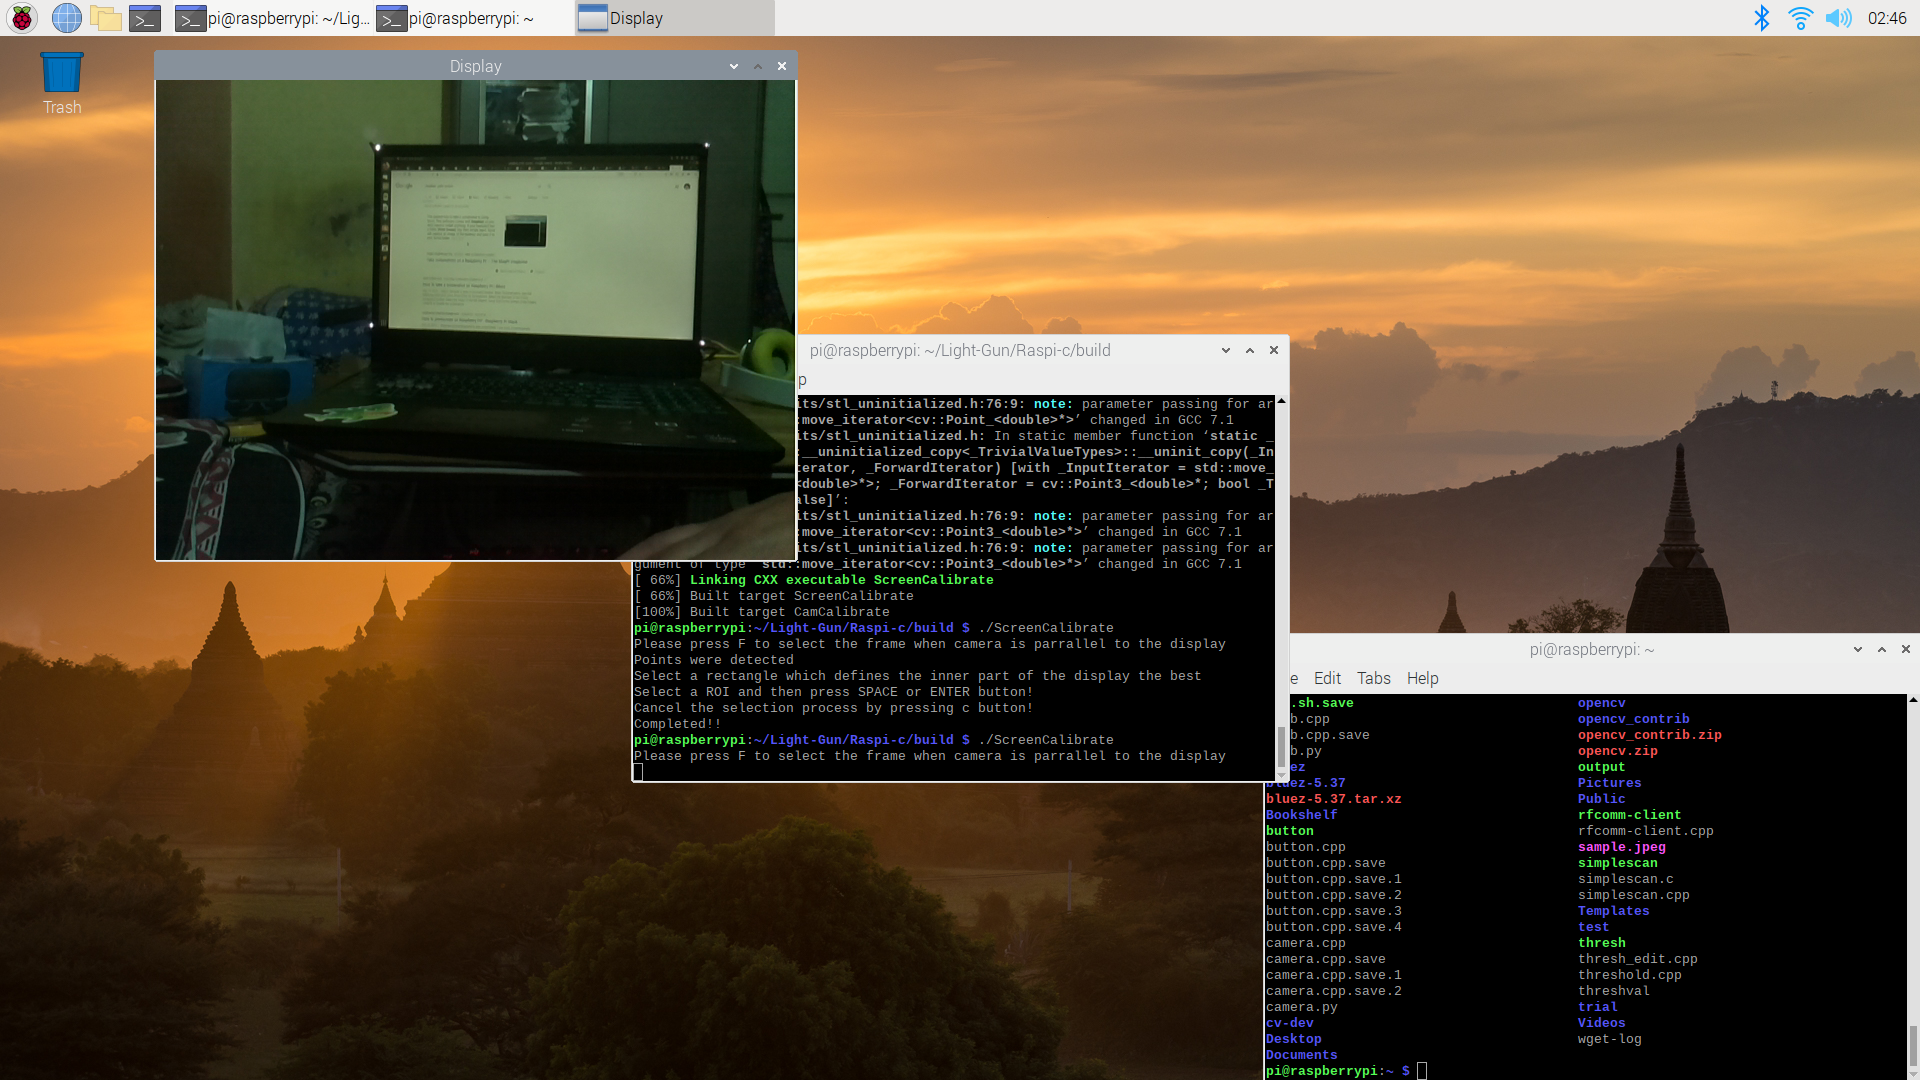 pi@raspberrypi: ~/Lig...
pi@raspberrypi: ~
Display
02:46
Trash
Display
pi@raspberrypi: ~/Light-Gun/Raspi-c/build
p
its/stl_uninitialized.h:76:9: note: parameter passing for ar
:move_iterator<cv::Point_<double>*>’ changed in GCC 7.1
its/stl_uninitialized.h: In static member function ‘static _
:__uninitialized_copy<_TrivialValueTypes>::__uninit_copy(_In
terator, _ForwardIterator) [with _InputIterator = std::move_
<double>*>; _ForwardIterator = cv::Point3_<double>*; bool _T
alse]’:
its/stl_uninitialized.h:76:9: note: parameter passing for ar
:move_iterator<cv::Point3_<double>*>’ changed in GCC 7.1
its/stl_uninitialized.h:76:9: note: parameter passing for ar
gument of type ‘std::move_iterator<cv::Point3_<double>*>’ changed in GCC 7.1
[ 66%] Linking CXX executable ScreenCalibrate
[ 66%] Built target ScreenCalibrate
[100%] Built target CamCalibrate
pi@raspberrypi:~/Light-Gun/Raspi-c/build $ ./ScreenCalibrate
Please press F to select the frame when camera is parrallel to the display
Points were detected
Select a rectangle which defines the inner part of the display the best
Select a ROI and then press SPACE or ENTER button!
Cancel the selection process by pressing c button!
Completed!!
pi@raspberrypi:~/Light-Gun/Raspi-c/build $ ./ScreenCalibrate
Please press F to select the frame when camera is parrallel to the display
pi@raspberrypi: ~
e Edit Tabs Help
.sh.save opencv
b.cpp opencv_contrib
b.cpp.save opencv_contrib.zip
b.py opencv.zip
ez output
bluez-5.37 Pictures
bluez-5.37.tar.xz Public
Bookshelf rfcomm-client
button rfcomm-client.cpp
button.cpp sample.jpeg
button.cpp.save simplescan
button.cpp.save.1 simplescan.c
button.cpp.save.2 simplescan.cpp
button.cpp.save.3 Templates
button.cpp.save.4 test
camera.cpp thresh
camera.cpp.save thresh_edit.cpp
camera.cpp.save.1 threshold.cpp
camera.cpp.save.2 threshval
camera.py trial
cv-dev Videos
Desktop wget-log
Documents
pi@raspberrypi:~ $